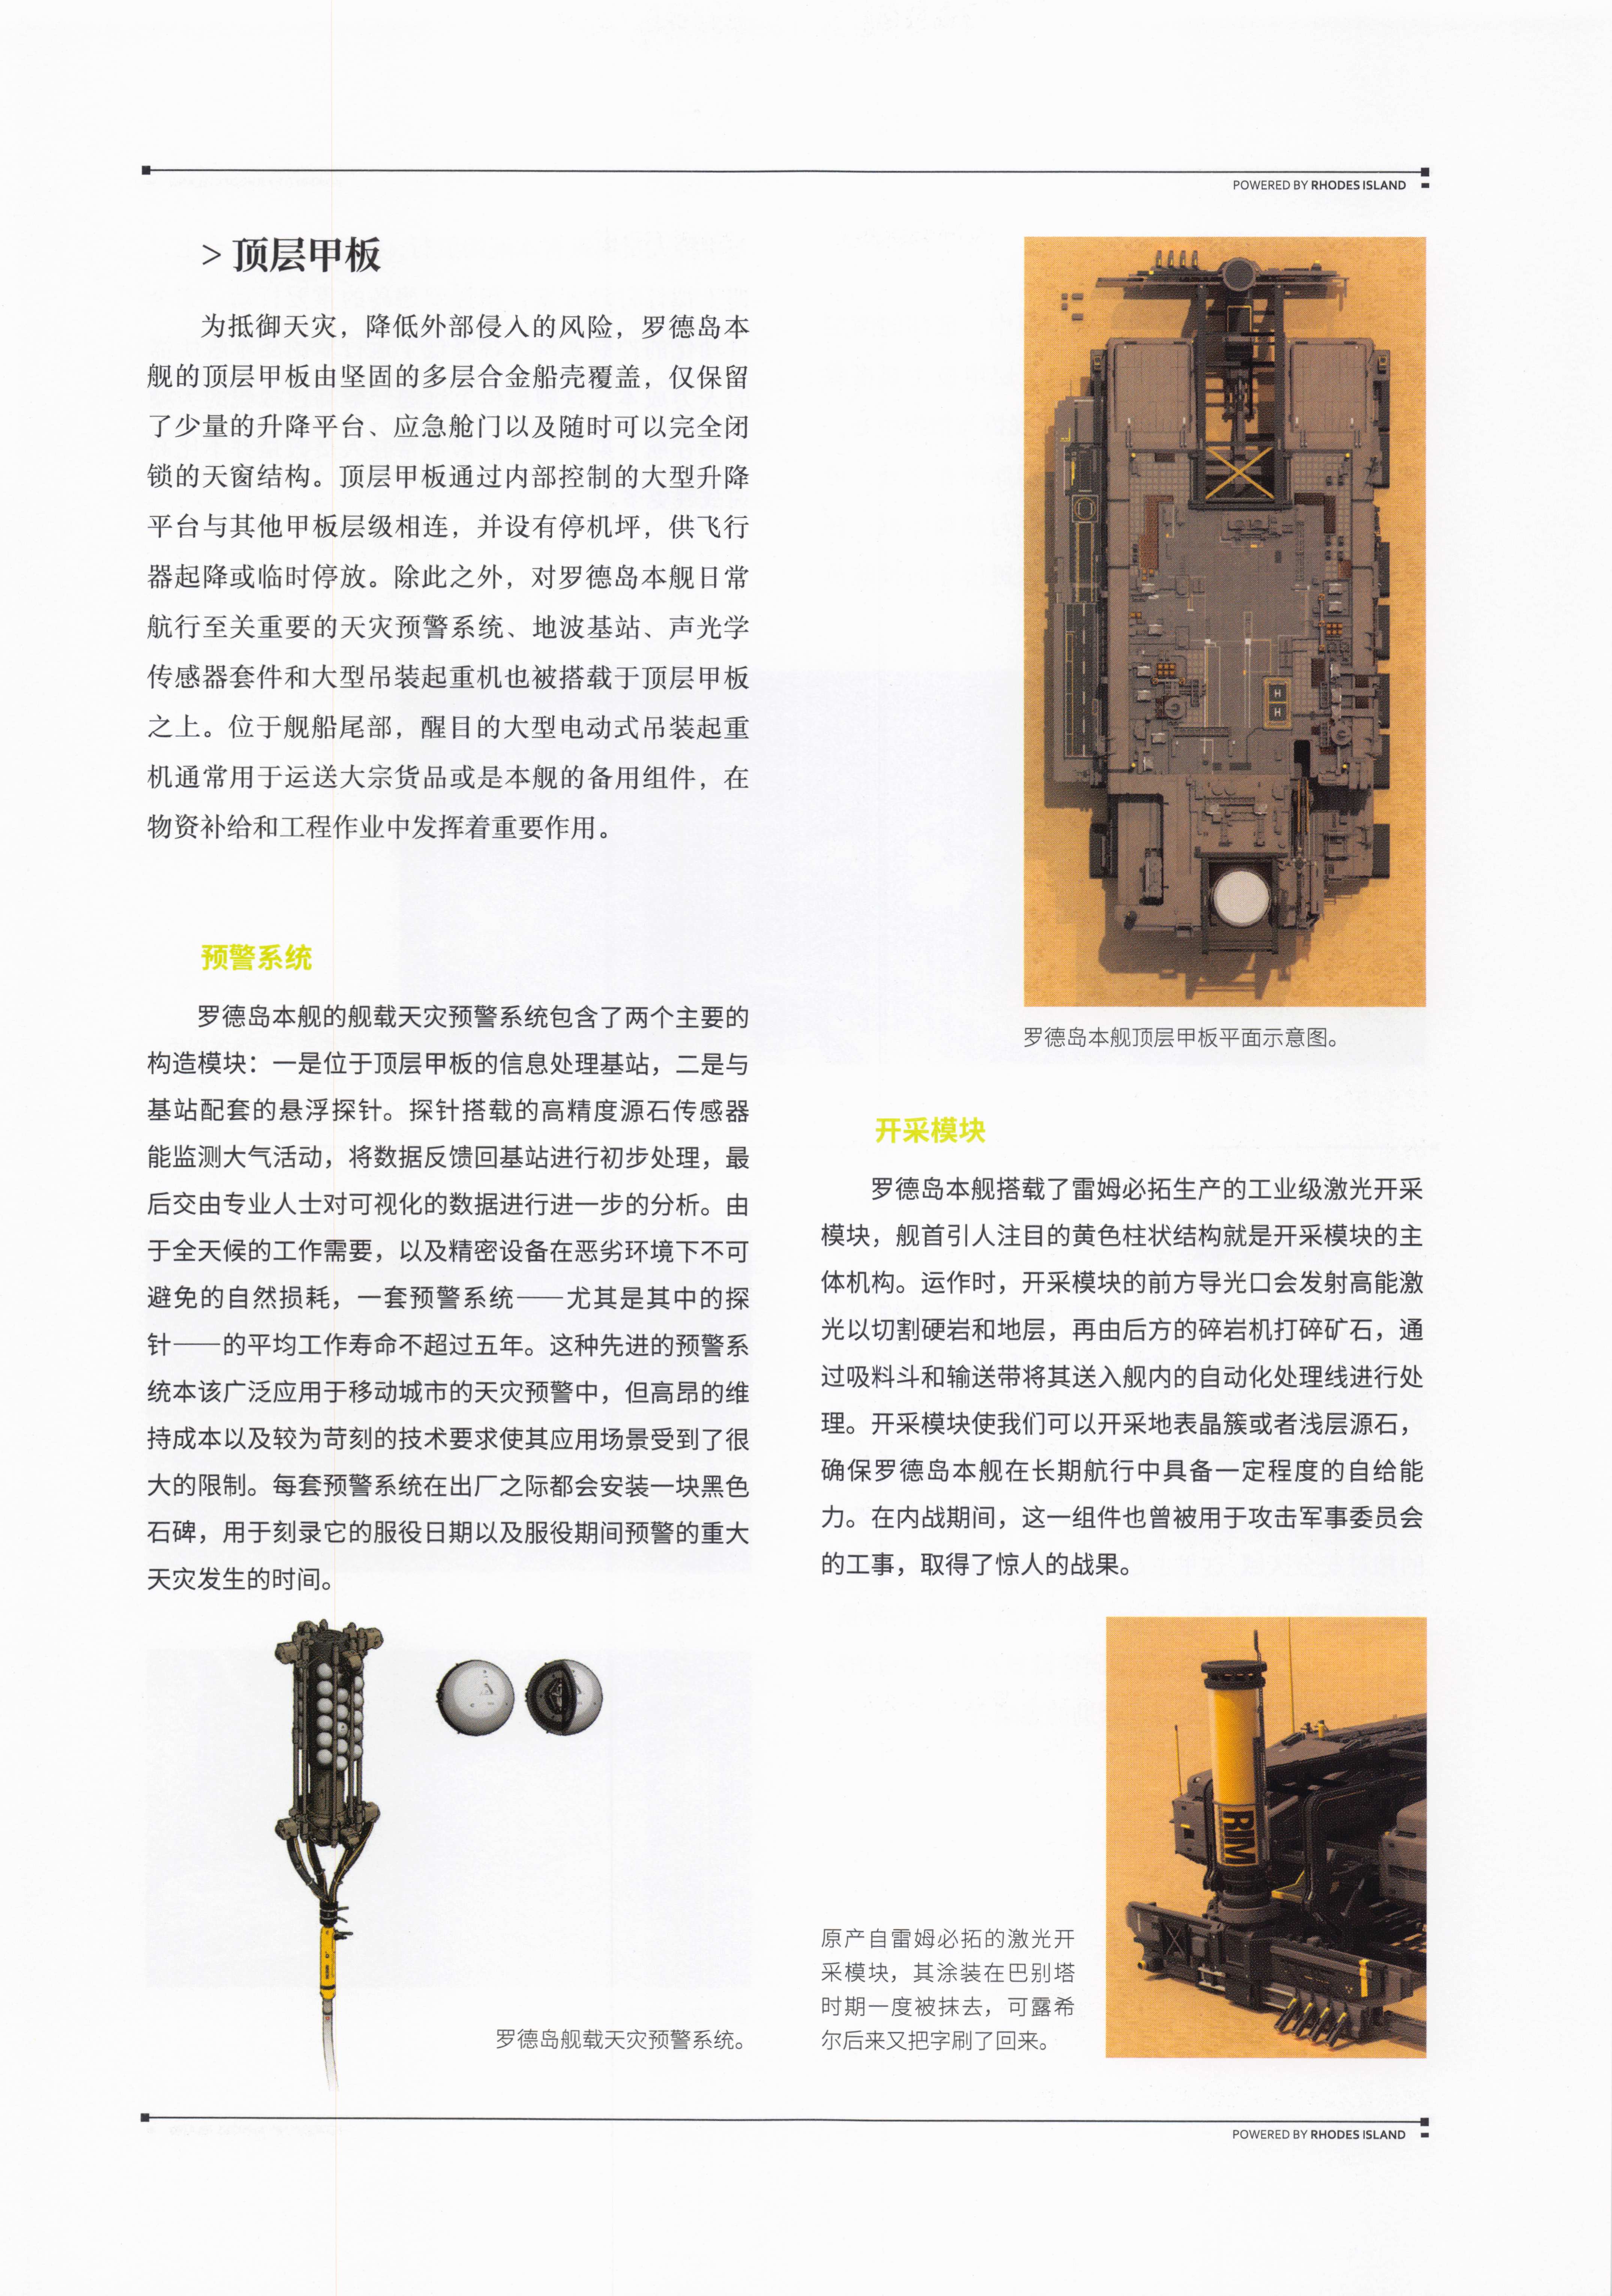 POWERED BY RHODES ISLAND
> 顶层甲板
为抵御天灾，降低外部侵入的风险，罗德岛本
舰的顶层甲板由坚固的多层合金船壳覆盖，仅保留
了少量的升降平台、应急舱门以及随时可以完全闭
锁的天窗结构。顶层甲板通过内部控制的大型升降
平台与其他甲板层级相连，并设有停机坪，供飞行
器起降或临时停放。除此之外，对罗德岛本舰日常
航行至关重要的天灾预警系统、地波基站、声光学
传感器套件和大型吊装起重机也被搭载于顶层甲板
之上。位于舰船尾部，醒目的大型电动式吊装起重
机通常用于运送大宗货品或是本舰的备用组件，在
物资补给和工程作业中发挥着重要作用。
预警系统
罗德岛本舰的舰载天灾预警系统包含了两个主要的
构造模块：一是位于顶层甲板的信息处理基站，二是与
基站配套的悬浮探针。探针搭载的高精度源石传感器
能监测大气活动，将数据反馈回基站进行初步处理，最
后交由专业人士对可视化的数据进行进一步的分析。由
于全天候的工作需要，以及精密设备在恶劣环境下不可
避免的自然损耗，一套预警系统——尤其是其中的探
针——的平均工作寿命不超过五年。这种先进的预警系
统本该广泛应用于移动城市的天灾预警中，但高昂的维
持成本以及较为苛刻的技术要求使其应用场景受到了很
大的限制。每套预警系统在出厂之际都会安装一块黑色
石碑，用于刻录它的服役日期以及服役期间预警的重大
天灾发生的时间。
罗德岛舰载天灾预警系统。
H
H
罗德岛本舰顶层甲板平面示意图。
开采模块
罗德岛本舰搭载了雷姆必拓生产的工业级激光开采
模块，舰首引人注目的黄色柱状结构就是开采模块的主
体机构。运作时，开采模块的前方导光口会发射高能激
光以切割硬岩和地层，再由后方的碎岩机打碎矿石，通
过吸料斗和输送带将其送入舰内的自动化处理线进行处
理。开采模块使我们可以开采地表晶簇或者浅层源石，
确保罗德岛本舰在长期航行中具备一定程度的自给能
力。在内战期间，这一组件也曾被用于攻击军事委员会
的工事，取得了惊人的战果。
RIM
原产自雷姆必拓的激光开
采模块，其涂装在巴别塔
时期一度被抹去，可露希
尔后来又把字刷了回来。
POWERED BY RHODES ISLAND